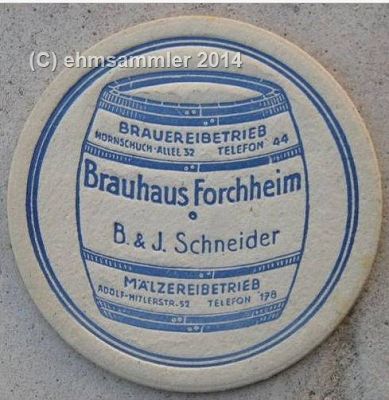 (C) ehmsammler 2014
BRAUEREIBETRIEB
HORNSCHUCH-ALLEE 32 TELEFON 44
Brauhaus Forchheim
B. & J. Schneider
MÄLZEREIBETRIEB
ADOLF-HITLERSTR-52 TELEFON 178